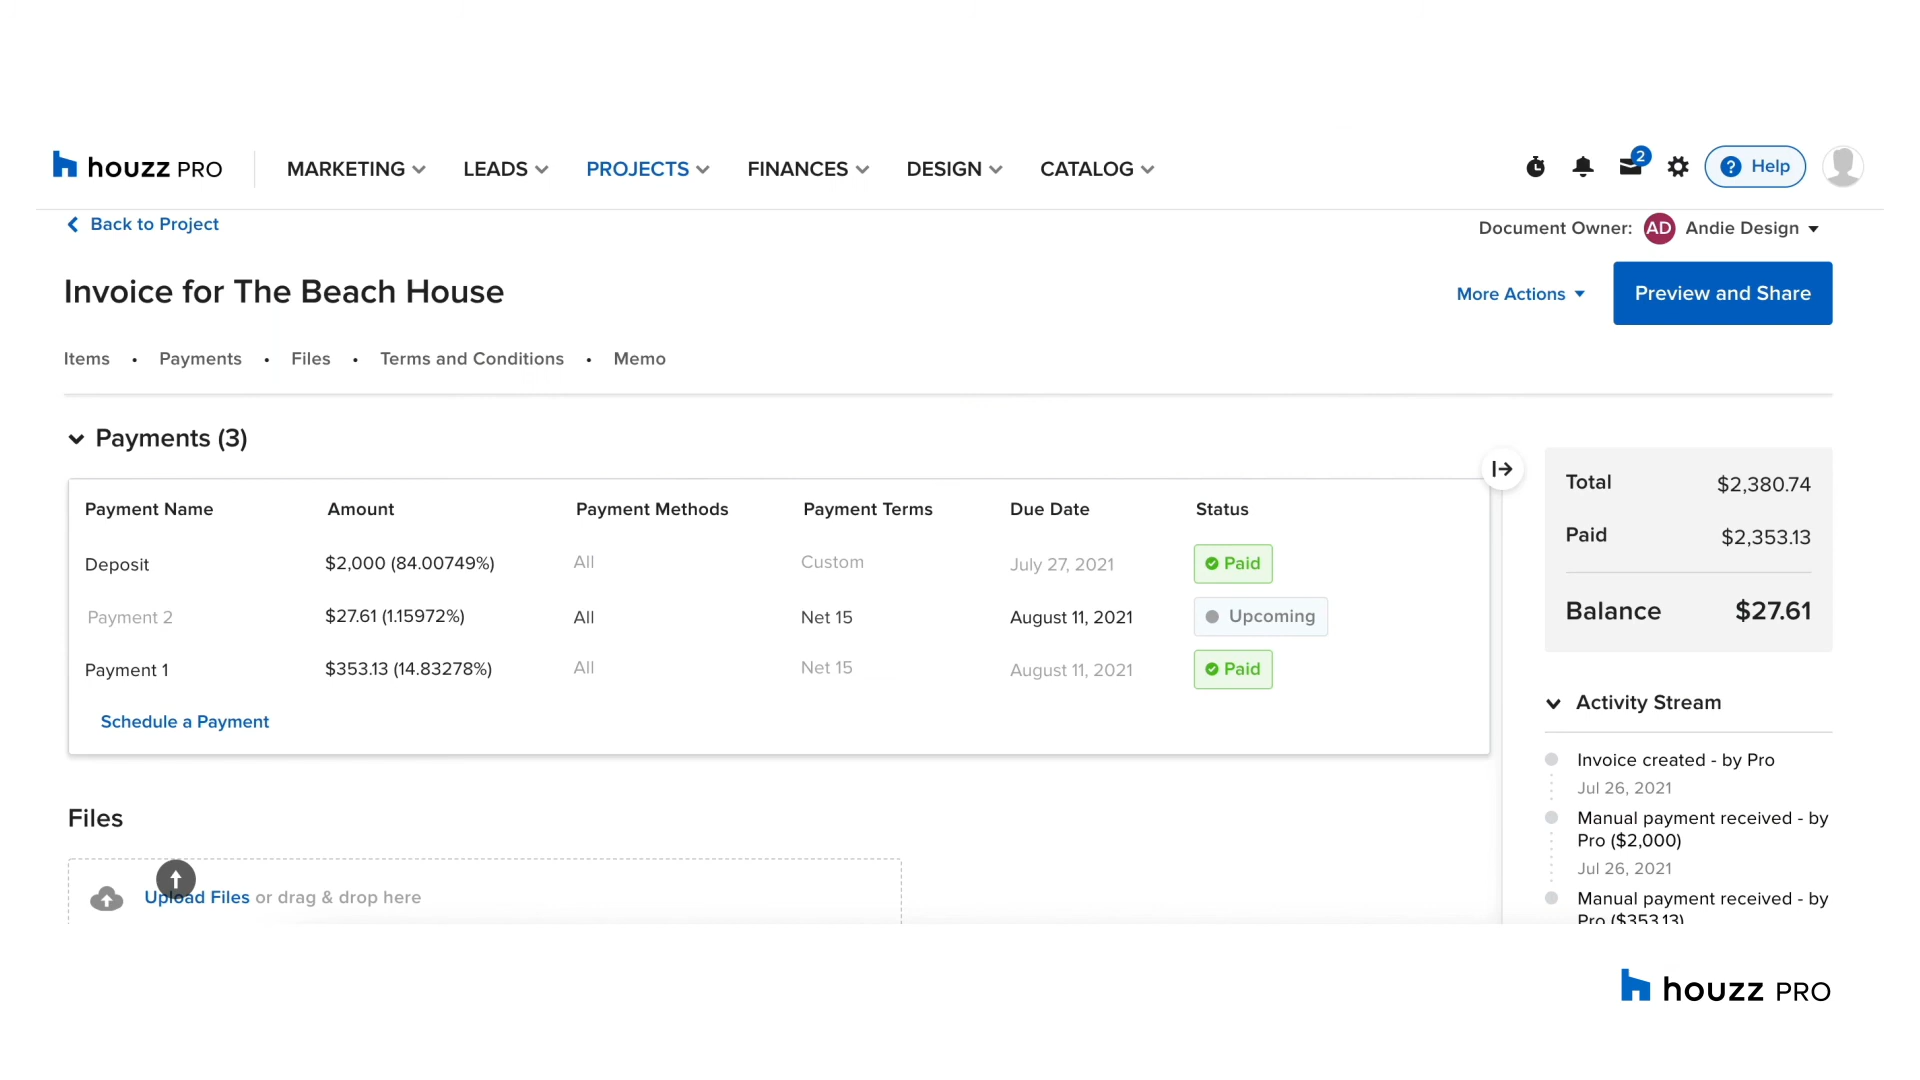 houzz PRO
MARKETING LEADS PROJECTS FINANCES DESIGN CATALOG 2 Help
Back to Project
Document Owner: AD Andie Design
Invoice for The Beach House
More Actions Preview and Share
Items • Payments • Files • Terms and Conditions • Memo
Payments (3)
Payment Name Amount Payment Methods Payment Terms Due Date Status
Deposit $2,000 (84.00749%) All Custom July 27, 2021 Paid
Payment 2 $27.61 (1.15972%) All Net 15 August 11, 2021 Upcoming
Payment 1 $353.13 (14.83278%) All Net 15 August 11, 2021 Paid
Schedule a Payment
Total $2,380.74
Paid $2,353.13
Balance $27.61
Activity Stream
Invoice created - by Pro
Jul 26, 2021
Manual payment received - by
Pro ($2,000)
Jul 26, 2021
Manual payment received - by
Pro ($353.13)
Files
Upload Files or drag & drop here
houzz PRO